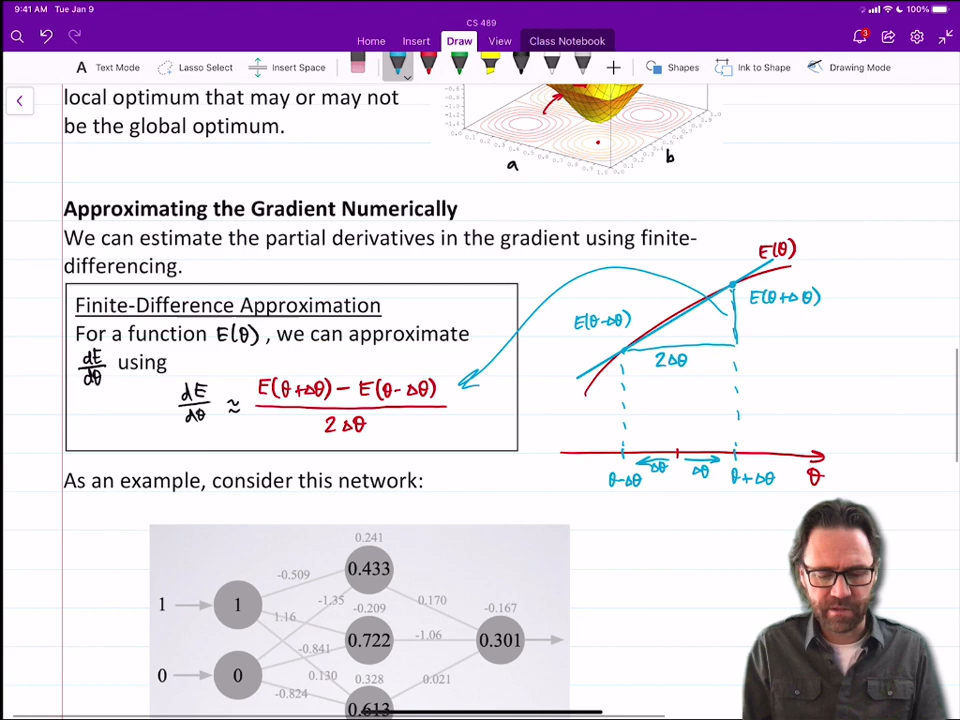 9:41 AM Tue Jan 9
100%
CS 489
Home Insert Draw View Class Notebook
3
A Text Mode Lasso Select Insert Space Shapes Ink to Shape Drawing Mode
local optimum that may or may not
be the global optimum.
a
b
Approximating the Gradient Numerically
We can estimate the partial derivatives in the gradient using finite-
differencing.
Finite-Difference Approximation
For a function E(θ), we can approximate
dE/dθ using
dE/dθ ≈ (E(θ+Δθ) − E(θ-Δθ)) / 2Δθ
E(θ)
E(θ+Δθ)
E(θ-Δθ)
2Δθ
Δθ Δθ
θ-Δθ θ+Δθ θ
As an example, consider this network:
0.241
-0.509 0.433
1 1 -1.35 -0.209 0.170 -0.167
1.16 0.722 -1.06 0.301
-0.841
0 0 0.130 0.328 0.021
-0.824
0.613